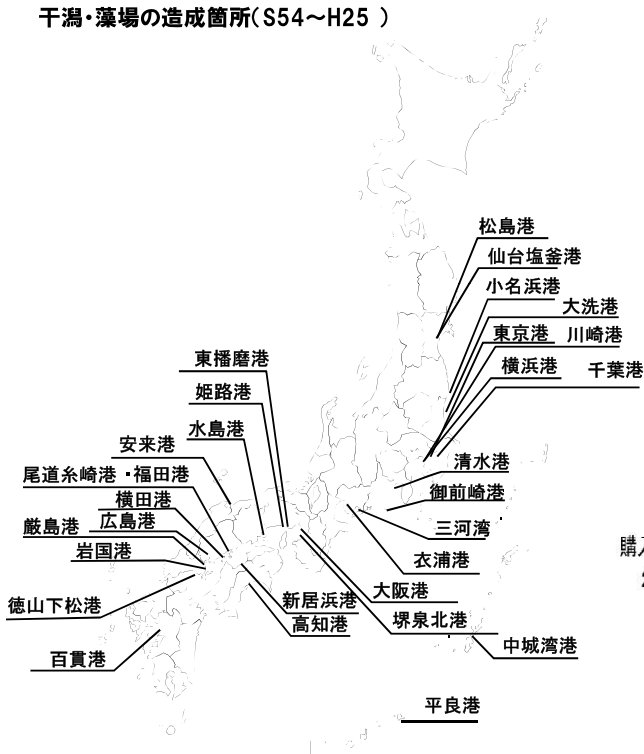 干潟・藻場の造成箇所(S54～H25 )
松島港
仙台塩釜港
小名浜港
大洗港
東京港
川崎港
横浜港
千葉港
東播磨港
姫路港
水島港
安来港
尾道糸崎港・福田港
横田港
広島港
厳島港
岩国港
徳山下松港
百貫港
清水港
御前崎港
三河湾
衣浦港
大阪港
新居浜港
高知港
堺泉北港
中城湾港
平良港
購